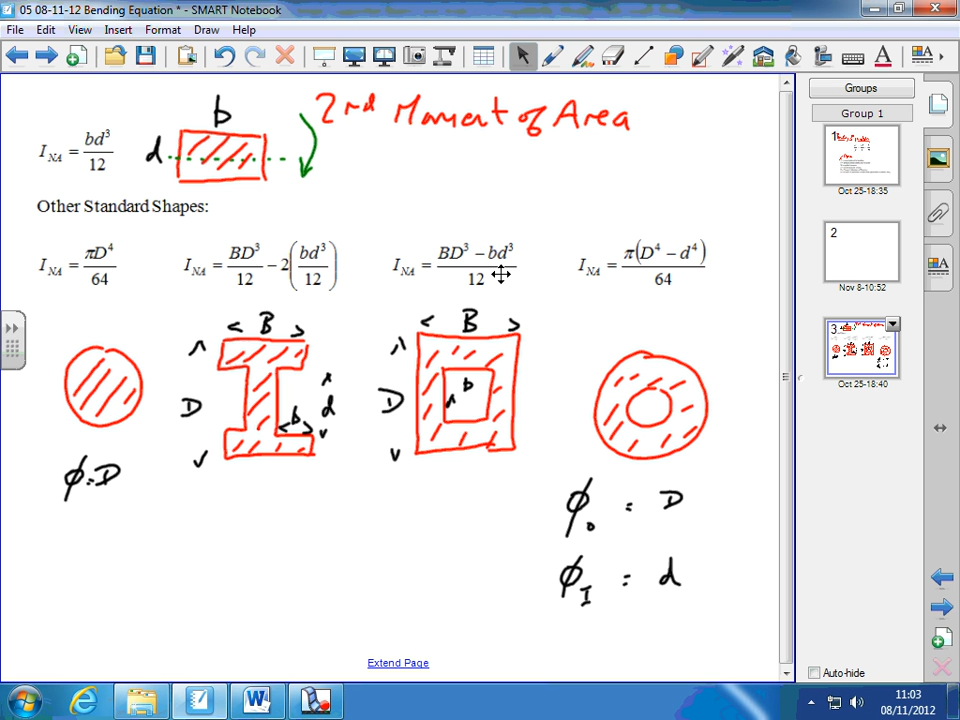 05 08-11-12 Bending Equation * - SMART Notebook
File Edit View Insert Format Draw Help
2nd Moment of Area
b
d
I_NA = bd³/12
Other Standard Shapes:
I_NA = πD⁴/64
I_NA = BD³/12 − 2(bd³/12)
I_NA = BD³ − bd³/12
I_NA = π(D⁴ − d⁴)/64
< B >
< B >
D
d
<b>
D
b
ϕ = D
ϕo = D
ϕI = d
Extend Page
Groups
Group 1
1
Oct 25-18:35
2
Nov 8-10:52
3
Oct 25-18:40
Auto-hide
11:03
08/11/2012